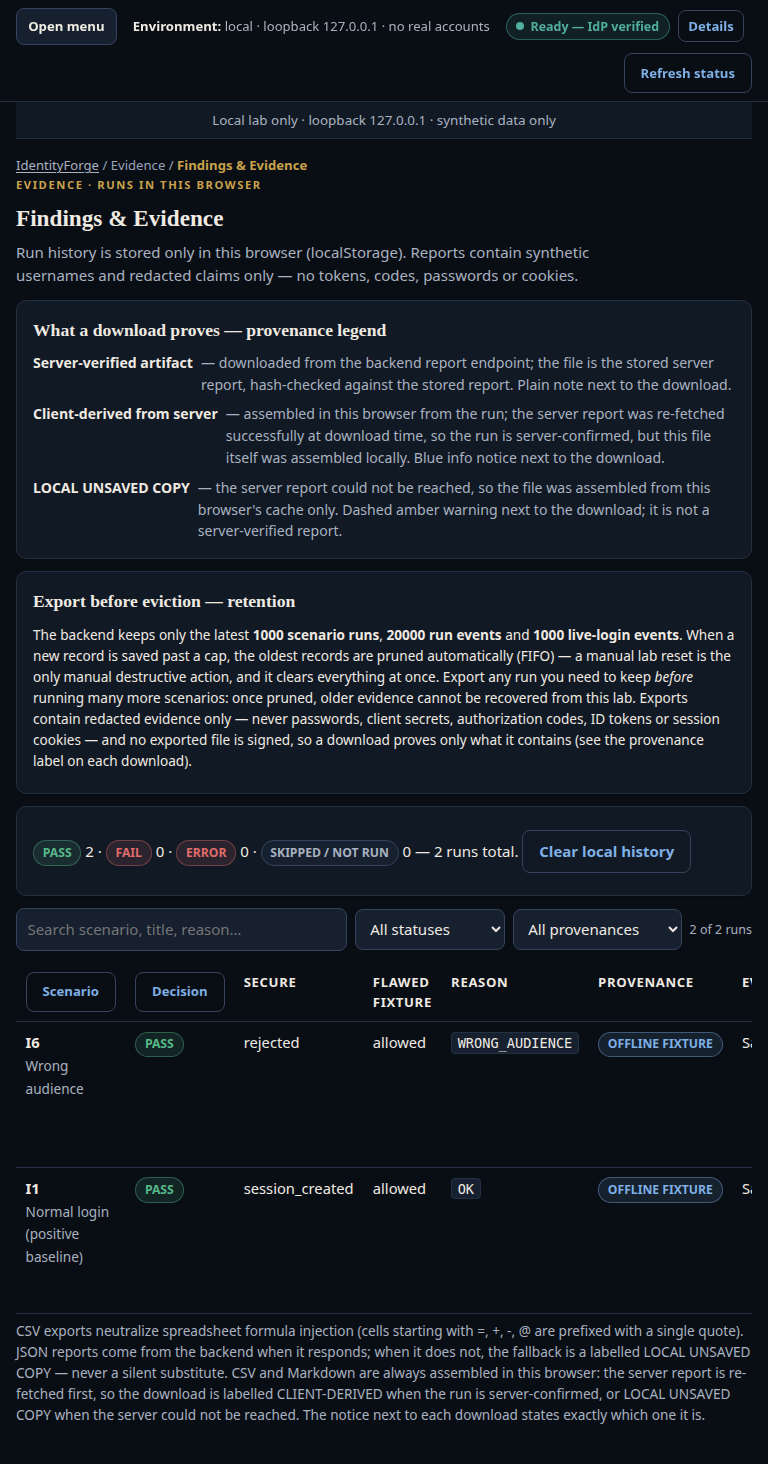 Open menu
Environment: local · loopback 127.0.0.1 · no real accounts
Ready — IdP verified
Details
Refresh status
Local lab only · loopback 127.0.0.1 · synthetic data only
IdentityForge / Evidence / Findings & Evidence
EVIDENCE · RUNS IN THIS BROWSER
Findings & Evidence
Run history is stored only in this browser (localStorage). Reports contain synthetic
usernames and redacted claims only — no tokens, codes, passwords or cookies.
What a download proves — provenance legend
Server-verified artifact — downloaded from the backend report endpoint; the file is the stored server
report, hash-checked against the stored report. Plain note next to the download.
Client-derived from server — assembled in this browser from the run; the server report was re-fetched
successfully at download time, so the run is server-confirmed, but this file
itself was assembled locally. Blue info notice next to the download.
LOCAL UNSAVED COPY — the server report could not be reached, so the file was assembled from this
browser's cache only. Dashed amber warning next to the download; it is not a
server-verified report.
Export before eviction — retention
The backend keeps only the latest 1000 scenario runs, 20000 run events and 1000 live-login events. When a
new record is saved past a cap, the oldest records are pruned automatically (FIFO) — a manual lab reset is the
only manual destructive action, and it clears everything at once. Export any run you need to keep before
running many more scenarios: once pruned, older evidence cannot be recovered from this lab. Exports
contain redacted evidence only — never passwords, client secrets, authorization codes, ID tokens or session
cookies — and no exported file is signed, so a download proves only what it contains (see the provenance
label on each download).
PASS 2 · FAIL 0 · ERROR 0 · SKIPPED / NOT RUN 0 — 2 runs total. Clear local history
Search scenario, title, reason...
All statuses
All provenances
2 of 2 runs
Scenario Decision SECURE FLAWED REASON PROVENANCE
FIXTURE
I6 PASS rejected allowed WRONG_AUDIENCE OFFLINE FIXTURE
Wrong
audience
I1 PASS session_created allowed OK OFFLINE FIXTURE
Normal login
(positive
baseline)
CSV exports neutralize spreadsheet formula injection (cells starting with =, +, -, @ are prefixed with a single quote).
JSON reports come from the backend when it responds; when it does not, the fallback is a labelled LOCAL UNSAVED
COPY — never a silent substitute. CSV and Markdown are always assembled in this browser: the server report is re-
fetched first, so the download is labelled CLIENT-DERIVED when the run is server-confirmed, or LOCAL UNSAVED
COPY when the server could not be reached. The notice next to each download states exactly which one it is.